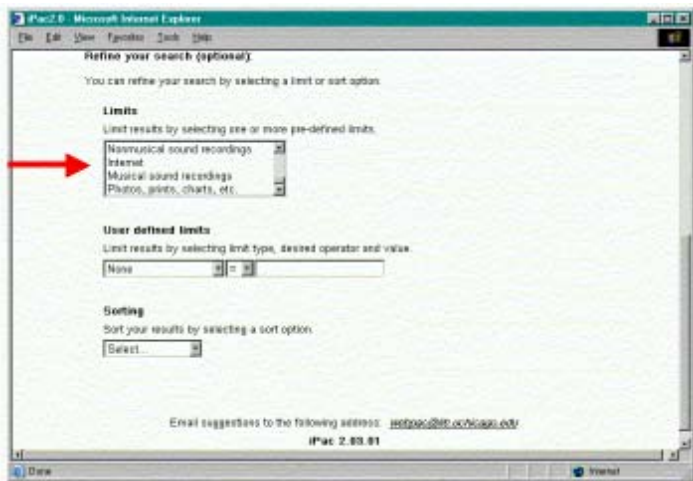 iPac2.0 - Microsoft Internet Explorer
File Edit View Favorites Tools Help
Refine your search (optional):
You can refine your search by selecting a limit or sort option.
Limits
Limit results by selecting one or more pre-defined limits.
Nonmusical sound recordings
Internet
Musical sound recordings
Photos, prints, charts, etc.
User defined limits
Limit results by selecting limit type, desired operator and value.
None =
Sorting
Sort your results by selecting a sort option.
Select...
Email suggestions to the following address:
iPac 2.03.01
Done Internet